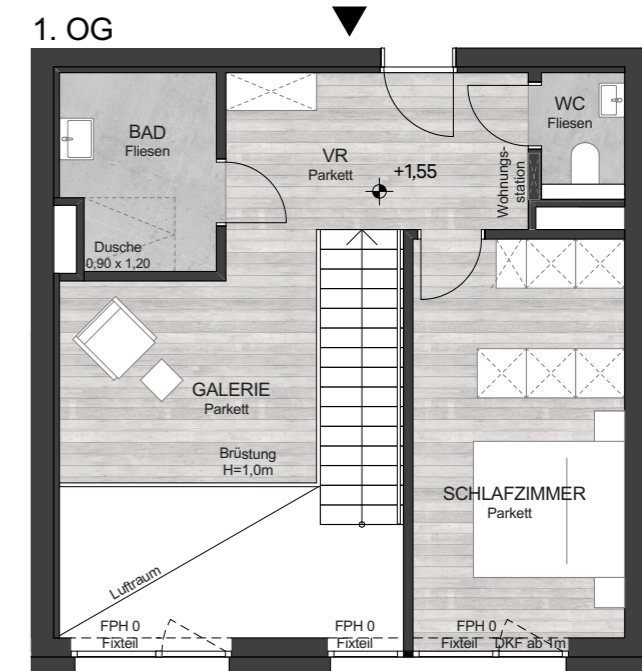 1. OG
BAD
Fliesen
WC
Fliesen
VR
Parkett
+1,55
Wohnungs-
station
Dusche
0,90 x 1,20
GALERIE
Parkett
Brüstung
H=1,0m
SCHLAFZIMMER
Parkett
Luftraum
FPH 0
Fixteil
FPH 0
Fixteil
FPH 0
Fixteil DKF ab 1m